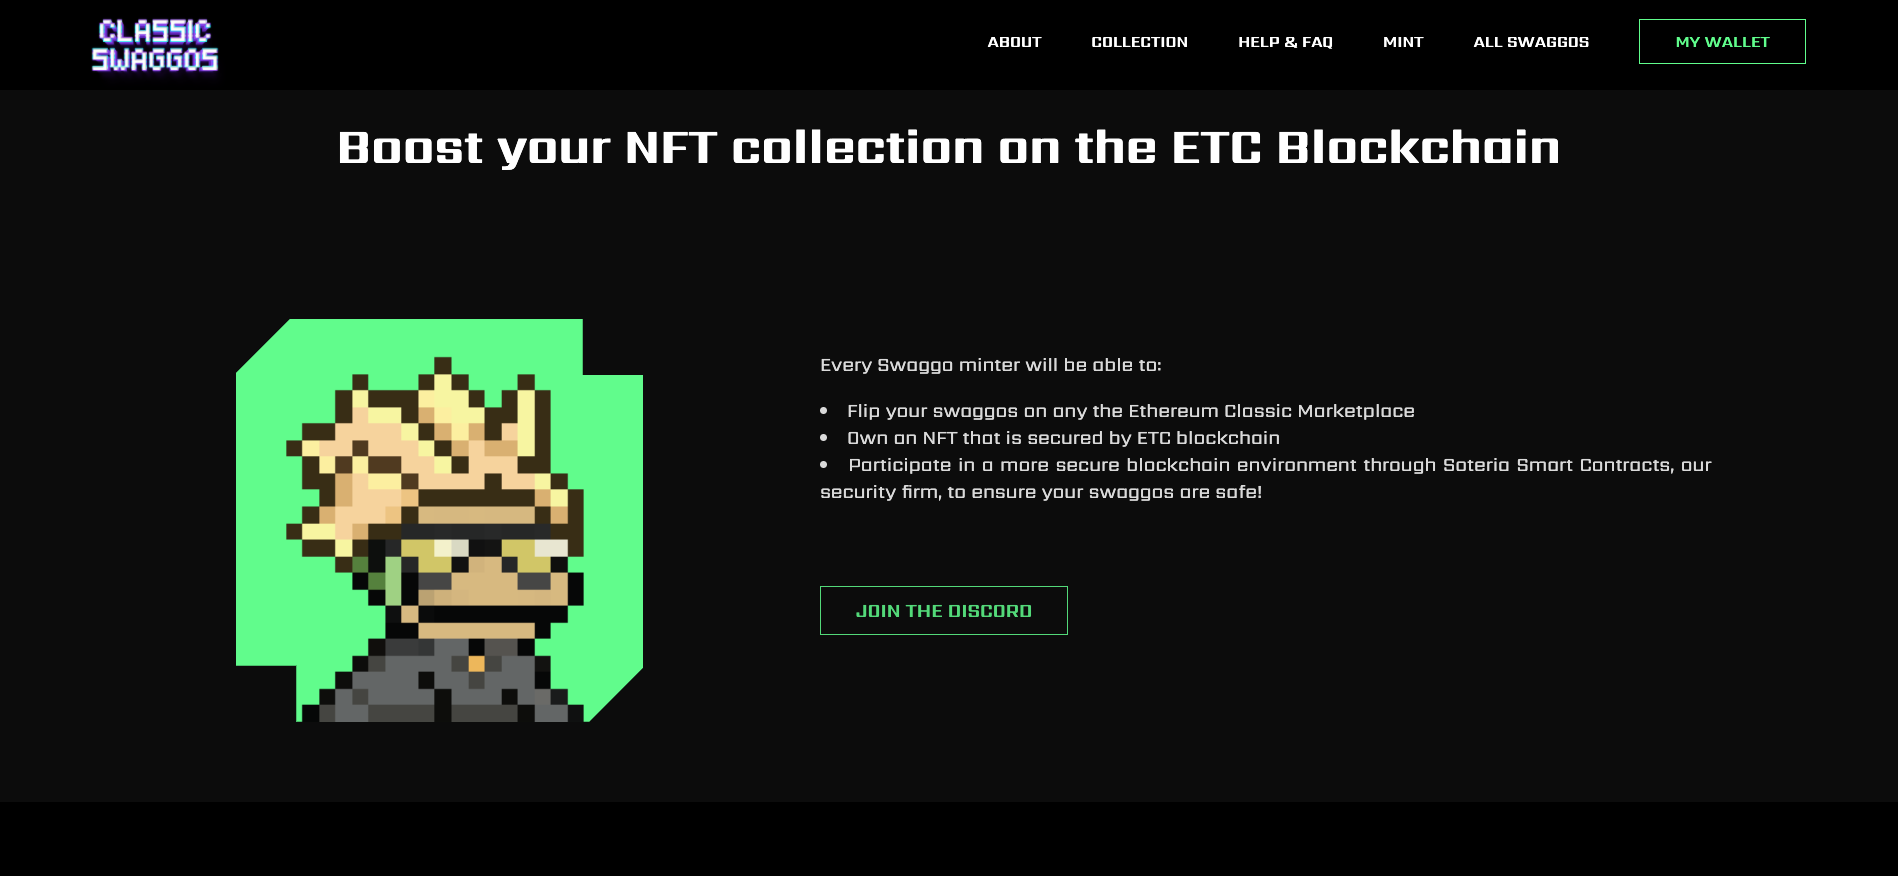 CLASSIC
SWAGGOS
ABOUT
COLLECTION
HELP & FAQ
MINT
ALL SWAGGOS
MY WALLET
Boost your NFT collection on the ETC Blockchain
Every Swaggo minter will be able to:
• Flip your swaggos on any the Ethereum Classic Marketplace
• Own an NFT that is secured by ETC blockchain
• Participate in a more secure blockchain environment through Soteria Smart Contracts, our
security firm, to ensure your swaggos are safe!
JOIN THE DISCORD